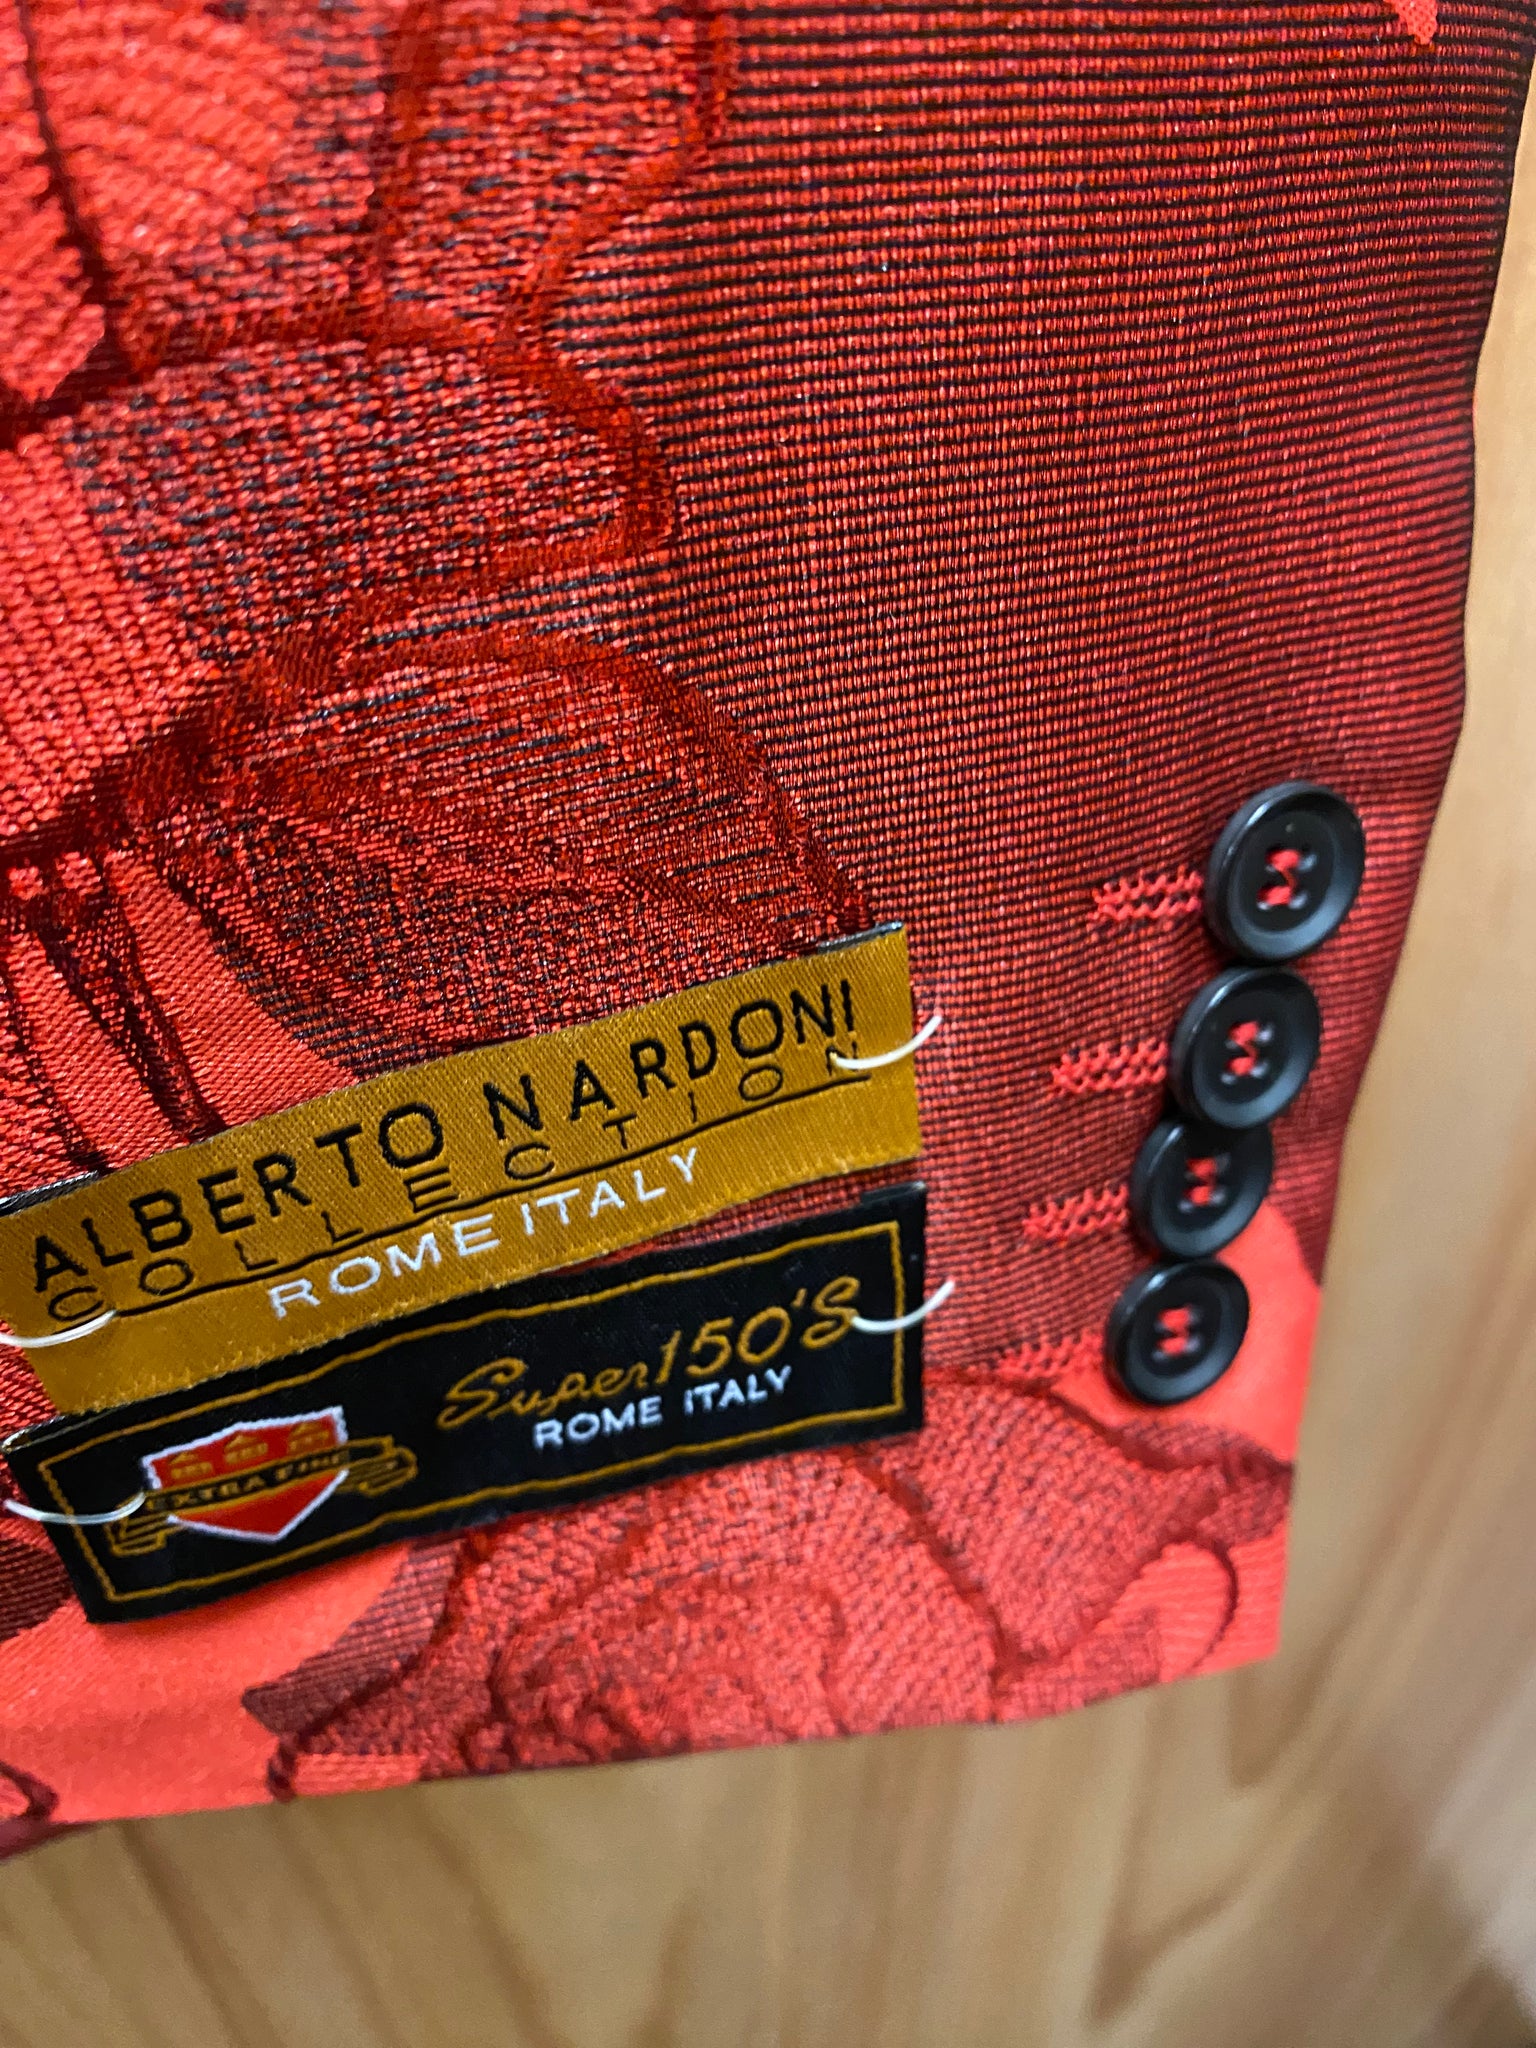 ALBERTO NARDONI
COLLECTION
ROME ITALY
Super 150'S
ROME ITALY
EXTRA FINE